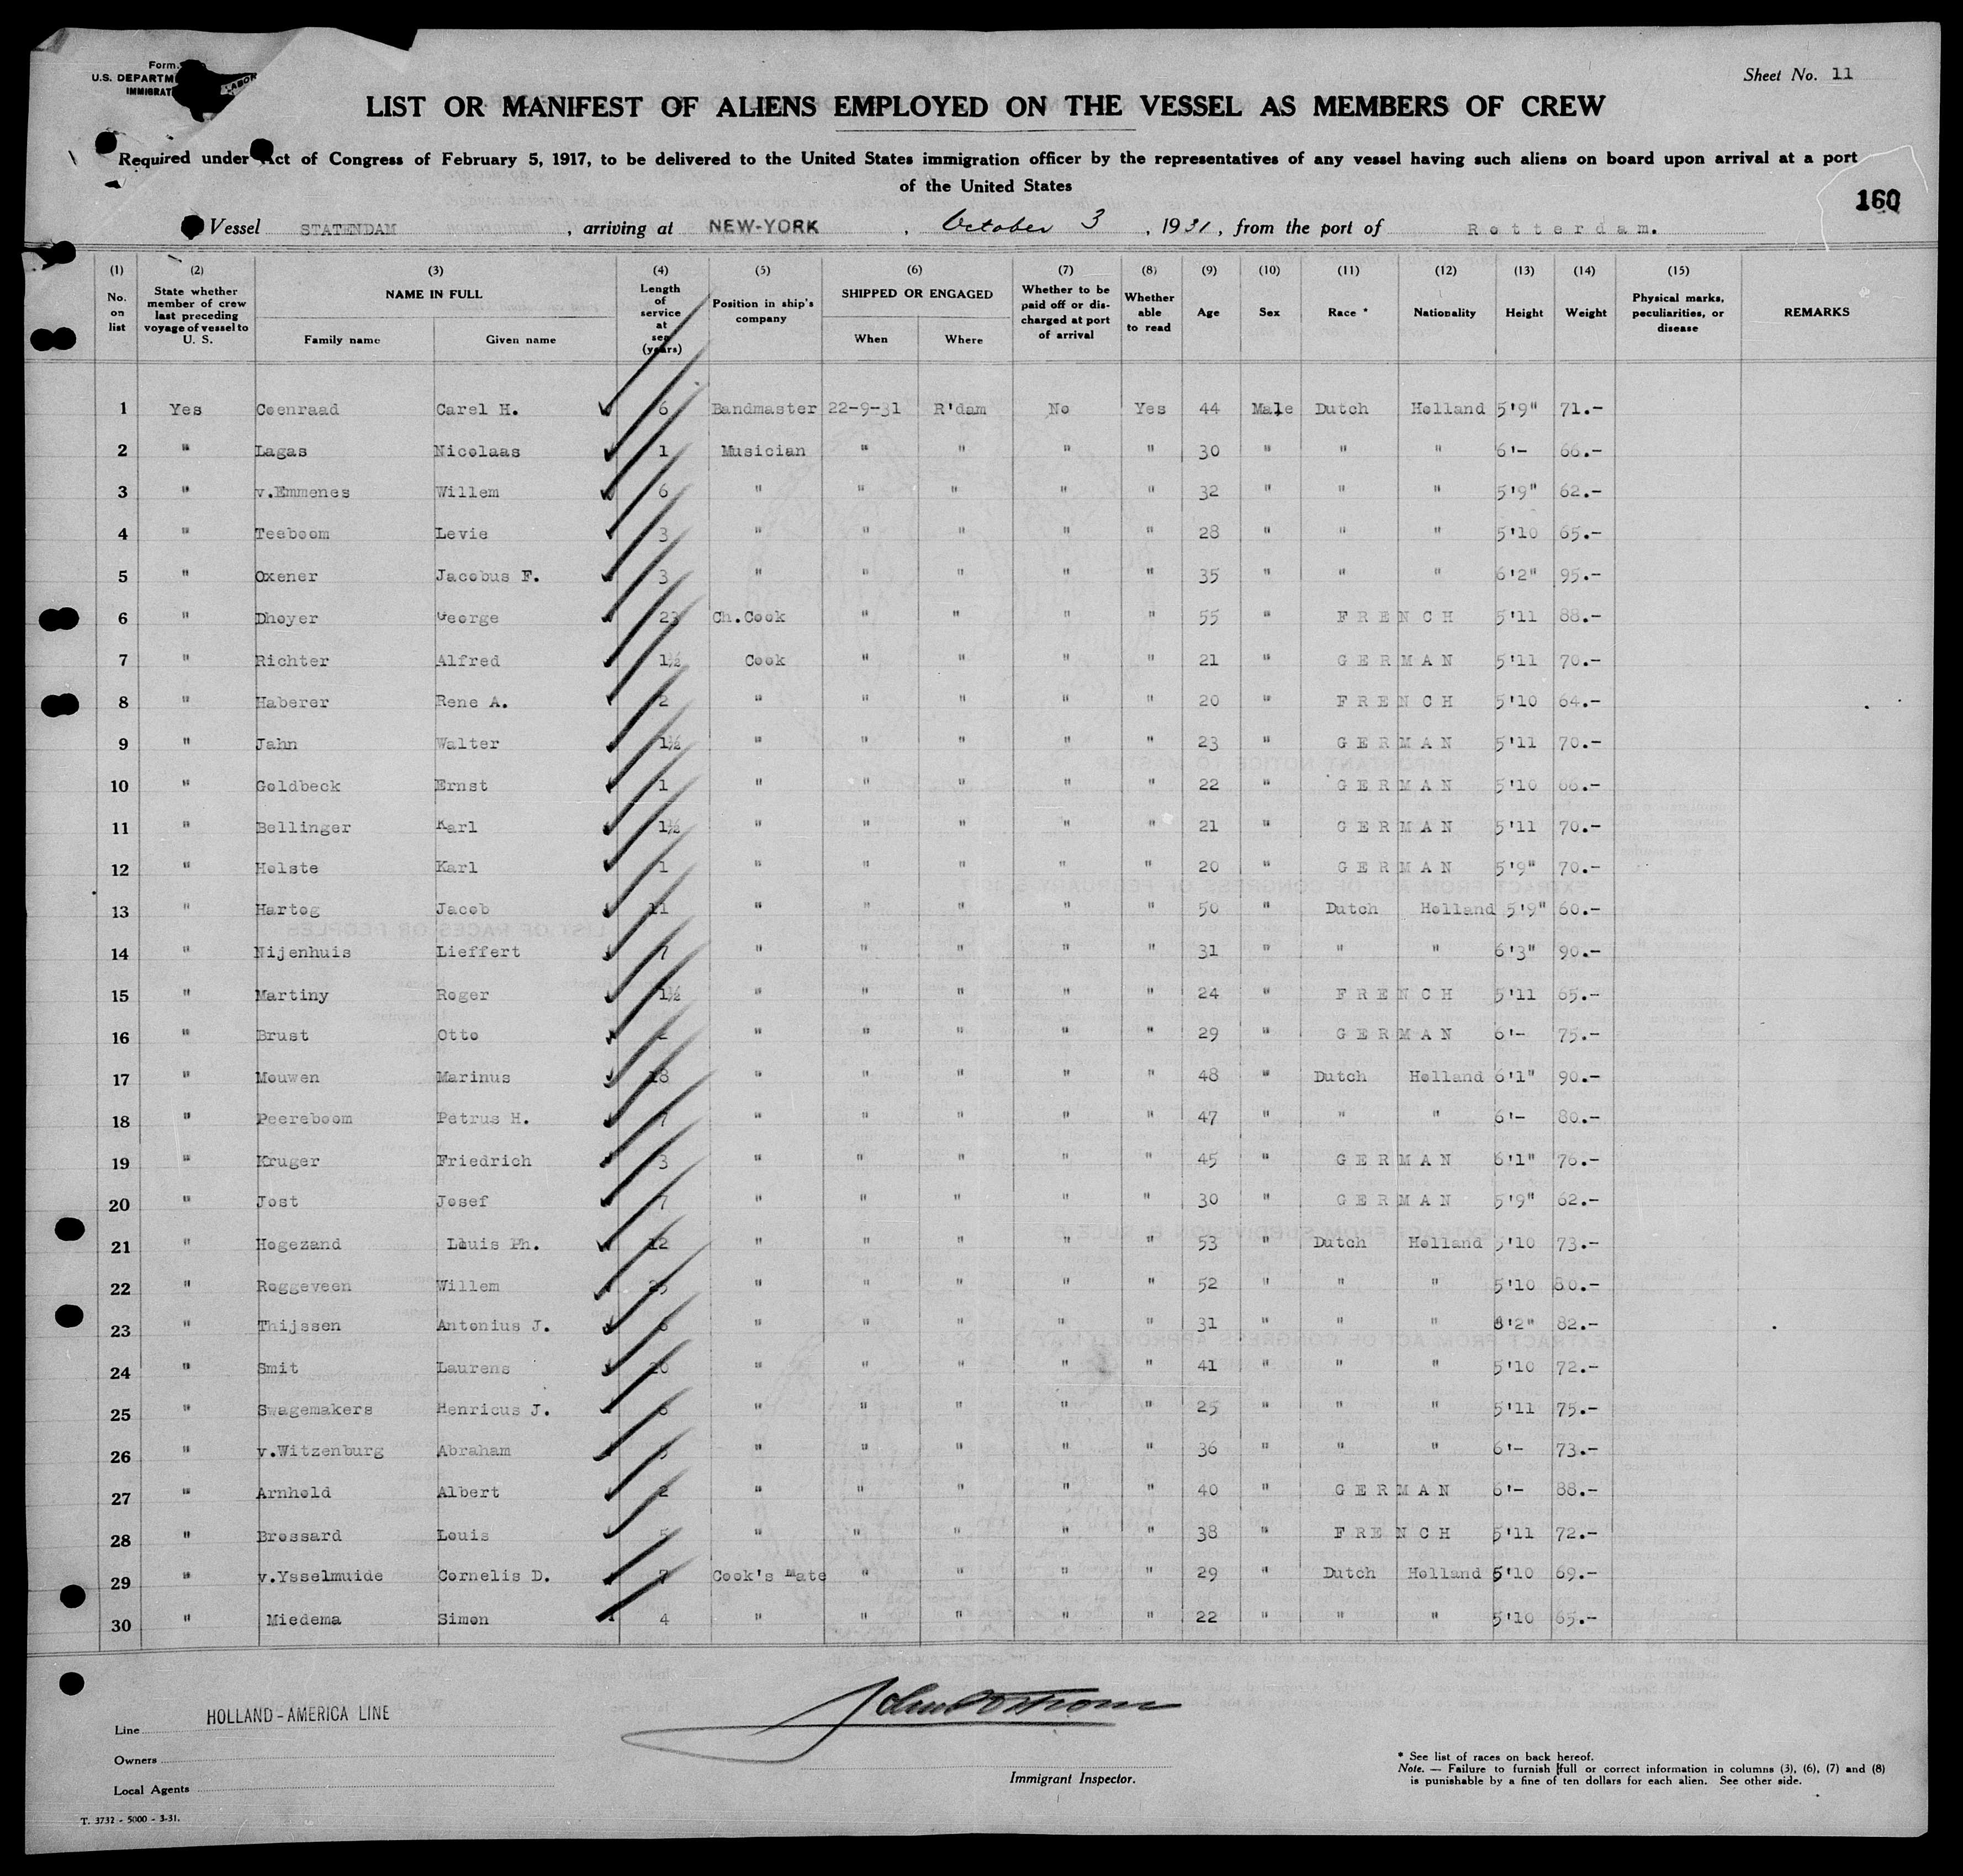 Form
U.S. DEPARTM LABOR
IMMIGRAT
Sheet No. 11
LIST OR MANIFEST OF ALIENS EMPLOYED ON THE VESSEL AS MEMBERS OF CREW
Required under Act of Congress of February 5, 1917, to be delivered to the United States immigration officer by the representatives of any vessel having such aliens on board upon arrival at a port
of the United States
160
Vessel STATENDAM, arriving at NEW-YORK, October 3, 1931, from the port of Rotterdam.
(1) (2) (3) (4) (5) (6) (7) (8) (9) (10) (11) (12) (13) (14) (15)
No. on list State whether member of crew last preceding voyage of vessel to U. S. NAME IN FULL Family name Given name Length of service at sea (years) Position in ship's company SHIPPED OR ENGAGED When Where Whether to be paid off or discharged at port of arrival Whether able to read Age Sex Race * Nationality Height Weight Physical marks, peculiarities, or disease REMARKS
1 Yes Coenraad Carel H. 6 Bandmaster 22-9-31 R'dam No Yes 44 Male Dutch Holland 5'9" 71.-
2 " Lagas Nicolaas 1 Musician " " " " 30 " " " 6'- 66.-
3 " v.Emmenes Willem 6 " " " " " 32 " " " 5'9" 62.-
4 " Teeboom Levie 3 " " " " " 28 " " " 5'10 65.-
5 " Oxener Jacobus F. 3 " " " " " 35 " " " 6'2" 95.-
6 " Dhoyer George 23 Ch.Cook " " " " 55 " FRENCH 5'11 88.-
7 " Richter Alfred 1½ Cook " " " " 21 " GERMAN 5'11 70.-
8 " Haberer Rene A. 2 " " " " " 20 " FRENCH 5'10 64.-
9 " Jahn Walter 1½ " " " " " 23 " GERMAN 5'11 70.-
10 " Goldbeck Ernst 1 " " " " " 22 " GERMAN 5'10 66.-
11 " Bellinger Karl 1½ " " " " " 21 " GERMAN 5'11 70.-
12 " Holste Karl 1 " " " " " 20 " GERMAN 5'9" 70.-
13 " Hartog Jacob 11 " " " " " 50 " Dutch Holland 5'9" 60.-
14 " Nijenhuis Lieffert 7 " " " " " 31 " " " 6'3" 90.-
15 " Martiny Roger 1½ " " " " " 24 " FRENCH 5'11 65.-
16 " Brust Otto 2 " " " " " 29 " GERMAN 6'- 75.-
17 " Mouwen Marinus 18 " " " " " 48 " Dutch Holland 6'1" 90.-
18 " Peereboom Petrus H. 7 " " " " " 47 " " " 6'- 80.-
19 " Kruger Friedrich 3 " " " " " 45 " GERMAN 6'1" 76.-
20 " Jost Josef 7 " " " " " 30 " GERMAN 5'9" 62.-
21 " Hogezand Louis Ph. 12 " " " " " 53 " Dutch Holland 5'10 73.-
22 " Roggeveen Willem " " " " " 52 " " " 5'10 80.-
23 " Thijssen Antonius J. " " " " " 31 " " " 6'2" 82.-
24 " Smit Laurens 20 " " " " " 41 " " " 5'10 72.-
25 " Swagemakers Henricus J. " " " " " 25 " " " 5'11 75.-
26 " v.Witzenburg Abraham " " " " " 36 " " " 6'- 73.-
27 " Arnhold Albert 2 " " " " " 40 " GERMAN 6'- 88.-
28 " Brossard Louis 5 " " " " " 38 " FRENCH 5'11 72.-
29 " v.Ysselmuide Cornelis D. 7 Cook's mate " " " " 29 " Dutch Holland 5'10 69.-
30 " Miedema Simon 4 " " " " " 22 " " " 5'10 65.-
Line HOLLAND-AMERICA LINE
Owners
Local Agents
Immigrant Inspector.
* See list of races on back hereof.
Note. — Failure to furnish full or correct information in columns (3), (6), (7) and (8)
is punishable by a fine of ten dollars for each alien. See other side.
T. 3732 - 5000 - 3-31.